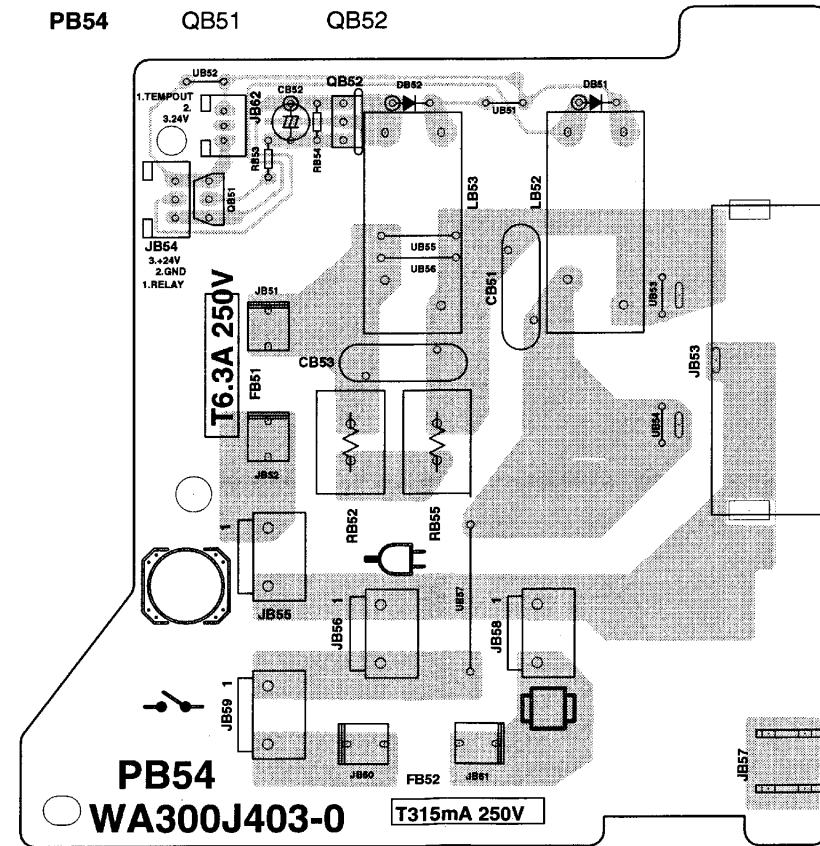 PB54 QB51 QB52
UB52
QB52
CB52
DB52
DB51
UB51
1.TEMPOUT
2.
3.24V
JB62
RB53
RB54
QB51
LB53
LB52
JB54
3.+24V
2.GND
1.RELAY
UB55
UB56
CB51
UB53
JB51
T6.3A 250V
FB51
CB53
JB53
JB52
UB54
RB52
RB55
1
JB55
UB57
1
JB56
1
JB58
1
JB59
JB60
FB52
JB61
JB57
PB54
WA300J403-0
T315mA 250V